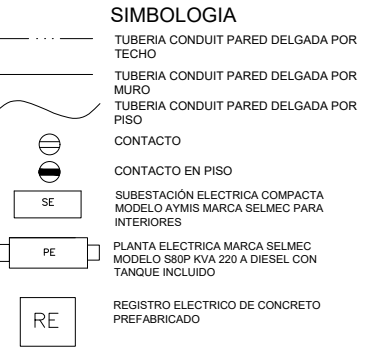 SIMBOLOGIA
TUBERIA CONDUIT PARED DELGADA POR
TECHO
TUBERIA CONDUIT PARED DELGADA POR
MURO
TUBERIA CONDUIT PARED DELGADA POR
PISO
CONTACTO
CONTACTO EN PISO
SE
SUBESTACIÓN ELECTRICA COMPACTA
MODELO AYMIS MARCA SELMEC PARA
INTERIORES
PE
PLANTA ELECTRICA MARCA SELMEC
MODELO S80P KVA 220 A DIESEL CON
TANQUE INCLUIDO
RE
REGISTRO ELECTRICO DE CONCRETO
PREFABRICADO